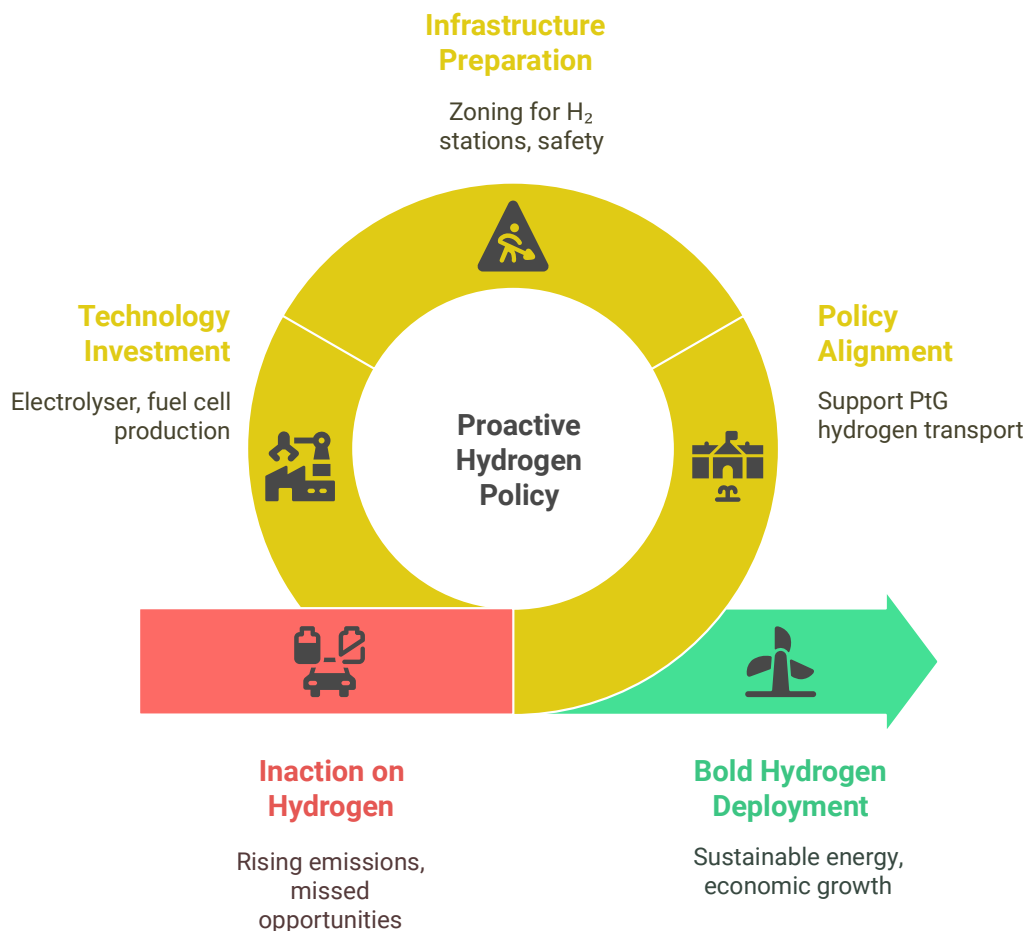 Infrastructure
Preparation
Zoning for H₂
stations, safety
Technology
Investment
Electrolyser, fuel cell
production
Policy
Alignment
Support PtG
hydrogen transport
Proactive
Hydrogen
Policy
Inaction on
Hydrogen
Rising emissions,
missed
opportunities
Bold Hydrogen
Deployment
Sustainable energy,
economic growth